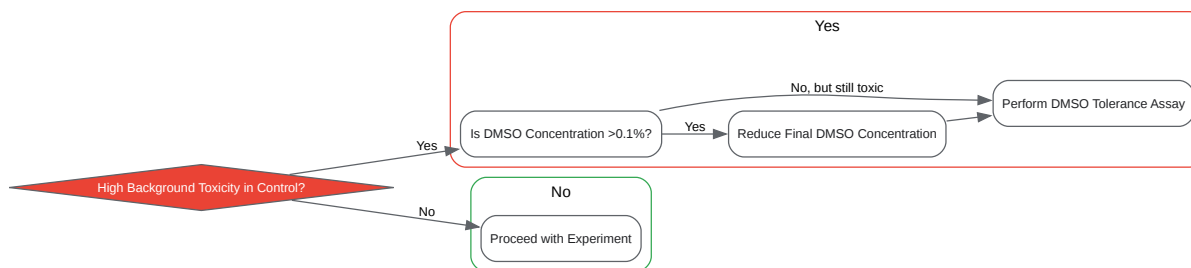 Yes
No, but still toxic
Perform DMSO Tolerance Assay
Is DMSO Concentration >0.1%?
Yes
Reduce Final DMSO Concentration
Yes
High Background Toxicity in Control?
No
No
Proceed with Experiment